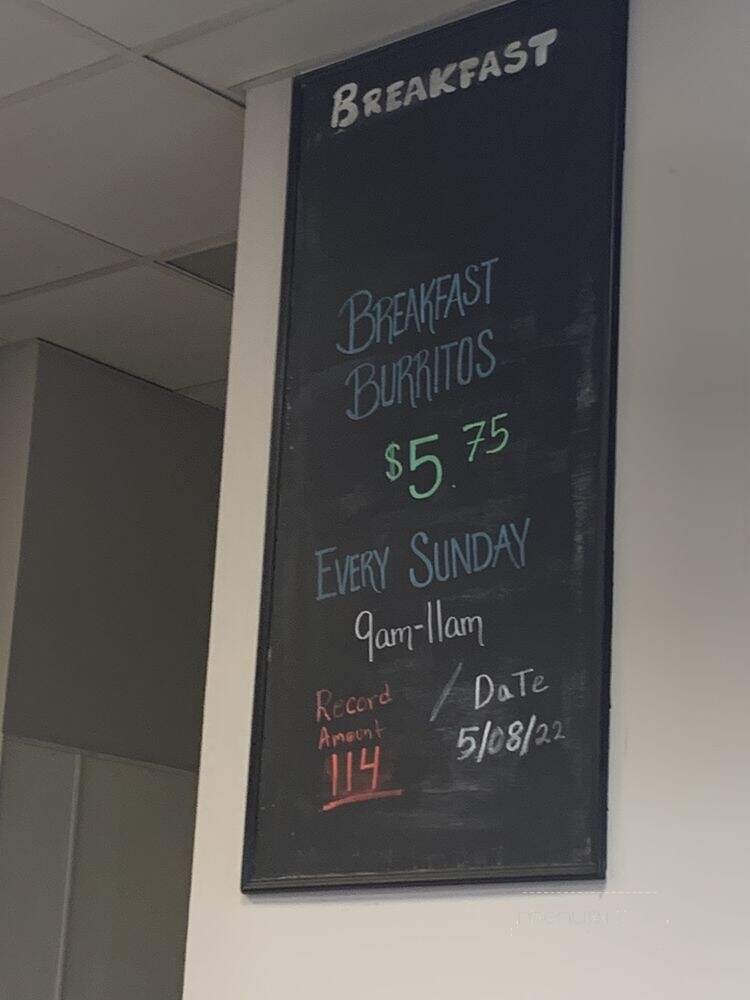 BREAKFAST
BREAKFAST
BURRITOS
$5.75
EVERY SUNDAY
9am-11am
Record / DaTe
Amount 5/08/22
114